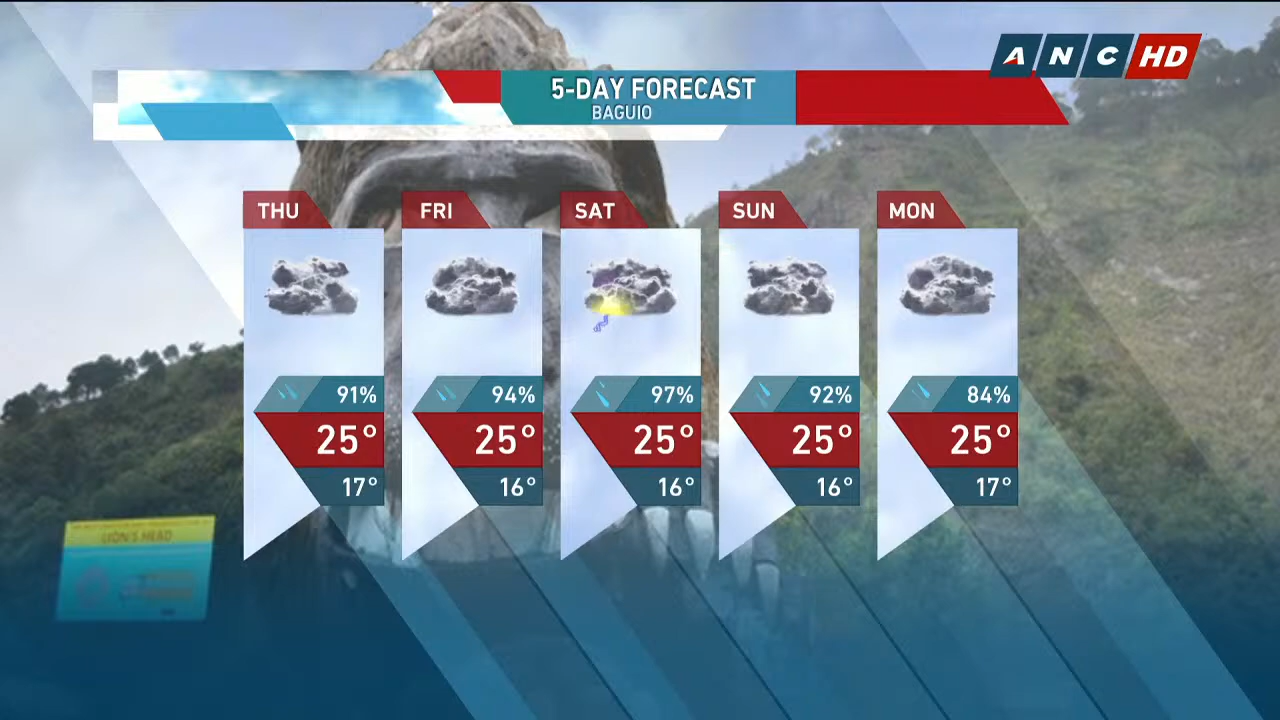 ANC HD
5-DAY FORECAST
BAGUIO
THU FRI SAT SUN MON
91% 94% 97% 92% 84%
25° 25° 25° 25° 25°
17° 16° 16° 16° 17°
LION'S HEAD